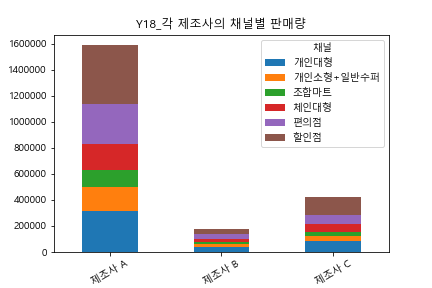 Y18_각 제조사의 채널별 판매량
1600000
1400000
1200000
1000000
800000
600000
400000
200000
0
채널
개인대형
개인소형+일반수퍼
조합마트
체인대형
편의점
할인점
제조사 A
제조사 B
제조사 C